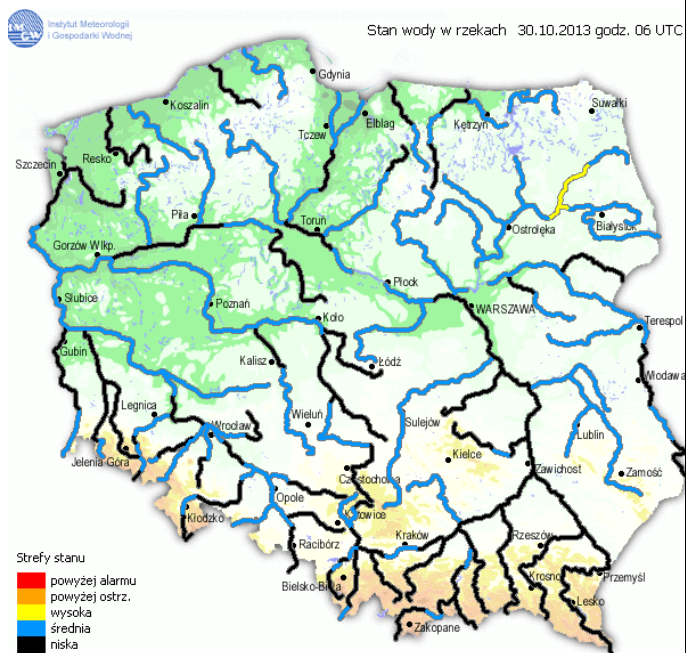 Instytut Meteorologii
i Gospodarki Wodnej
IMGW
Stan wody w rzekach 30.10.2013 godz. 06 UTC
Gdynia
Koszalin
Suwałki
Elbląg
Kętrzyn
Tczew
Resko
Szczecin
Piła
Toruń
Ostrołęka
Białystok
Gorzów Wlkp.
Płock
Słubice
Poznań
WARSZAWA
Koło
Terespol
Gubin
Kalisz
Łódź
Włodawa
Legnica
Wieluń
Sulejów
Wrocław
Lublin
Jelenia Góra
Kielce
Zawichost
Zamość
Częstochowa
Opole
Kłodzko
Katowice
Kraków
Rzeszów
Racibórz
Strefy stanu
Bielsko-Biała
Krosno
Przemyśl
powyżej alarmu
powyżej ostrz.
Lesko
wysoka
Zakopane
średnia
niska